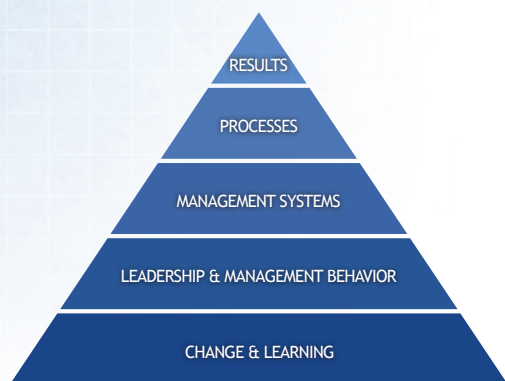 RESULTS
PROCESSES
MANAGEMENT SYSTEMS
LEADERSHIP & MANAGEMENT BEHAVIOR
CHANGE & LEARNING